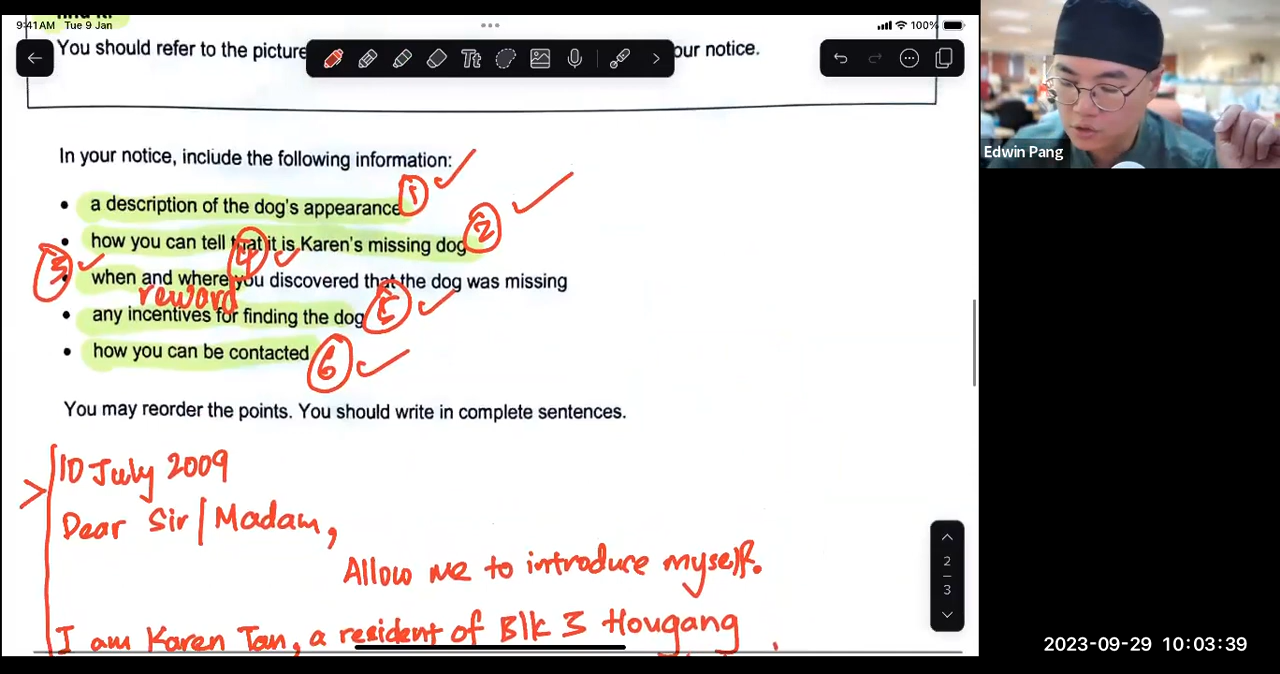 find it!
9:41AM Tue 9 Jan
100%
You should refer to the picture
our notice.
Tt
Edwin Pang
In your notice, include the following information:
• a description of the dog's appearance 1
• how you can tell that it is Karen's missing dog 2
3 4
when and where you discovered that the dog was missing
reward
• any incentives for finding the dog 5
• how you can be contacted 6
You may reorder the points. You should write in complete sentences.
10 July 2009
Dear Sir/Madam,
Allow me to introduce myself.
I am Karen Tan, a resident of Blk 3 Hougang
2
3
2023-09-29 10:03:39